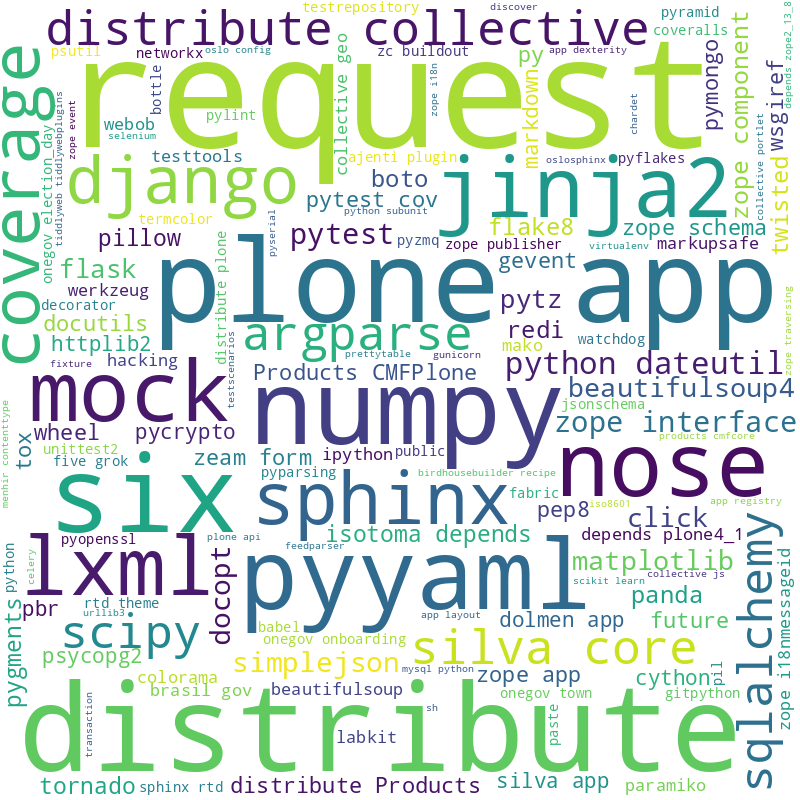 testrepository
discover
distribute collective
pyramid
coveralls
psutil
networkx
oslo config
zc buildout
app dexterity
depends zope2_13_8
request
coverage
bottle
collective geo
py
markdown
pymongo
zope component
wsgiref
zope i18n
chardet
collective portlet
twisted
tiddlyweb tiddlywebplugins
zope event
onegov election_day
webob
selenium
pylint
testtools
ajenti plugin
oslosphinx
pyflakes
django
boto
jinja2
pytest cov
python subunit
termcolor
flake8
zope schema
pillow
pytest
pyzmq
zope publisher
virtualenv
markupsafe
flask
distribute plone
pyserial
gevent
werkzeug
plone app
pytz
decorator
docutils
argparse
redi
watchdog
zope traversing
httplib2
prettytable
gunicorn
mako
hacking
fixture
testscenarios
Products CMFPlone
python dateutil
mock
numpy
beautifulsoup4
jsonschema
menhir contenttype
zope interface
wheel
pycrypto
tox
unittest2
ipython
public
products cmfcore
five grok
zeam form
pyparsing
birdhousebuilder recipe
nose
six
sphinx
fabric
iso8601
app registry
pep8
click
isotoma depends
depends plone4_1
pyopenssl
plone api
feedparser
lxml
pyyaml
matplotlib
sqlalchemy
zope i18nmessageid
python
celery
docopt
scikit learn
collective js
pbr
rtd theme
urllib3
panda
pygments
scipy
babel
app layout
dolmen app
future
onegov onboarding
silva core
psycopg2
simplejson
mysql python
zope app
cython
pil
colorama
brasil gov
beautifulsoup
onegov town
gitpython
distribute
transaction
sh
labkit
paste
tornado
sphinx rtd
distribute Products
silva app
paramiko